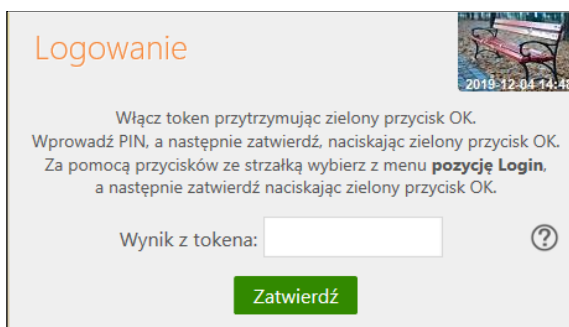 Logowanie
2019-12-04 14:48
Włącz token przytrzymując zielony przycisk OK.
Wprowadź PIN, a następnie zatwierdź, naciskając zielony przycisk OK.
Za pomocą przycisków ze strzałką wybierz z menu pozycję Login,
a następnie zatwierdź naciskając zielony przycisk OK.
Wynik z tokena:
?
Zatwierdź